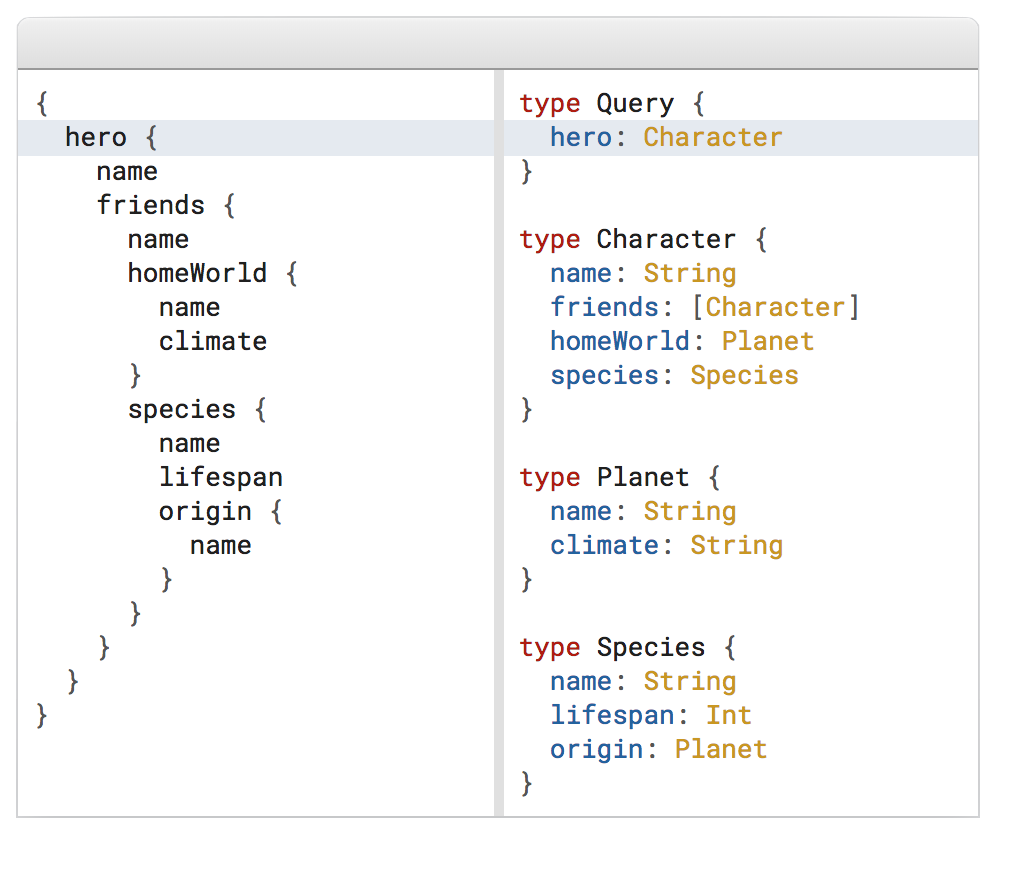 {
  hero {
    name
    friends {
      name
      homeWorld {
        name
        climate
      }
      species {
        name
        lifespan
        origin {
          name
        }
      }
    }
  }
}
type Query {
  hero: Character
}

type Character {
  name: String
  friends: [Character]
  homeWorld: Planet
  species: Species
}

type Planet {
  name: String
  climate: String
}

type Species {
  name: String
  lifespan: Int
  origin: Planet
}